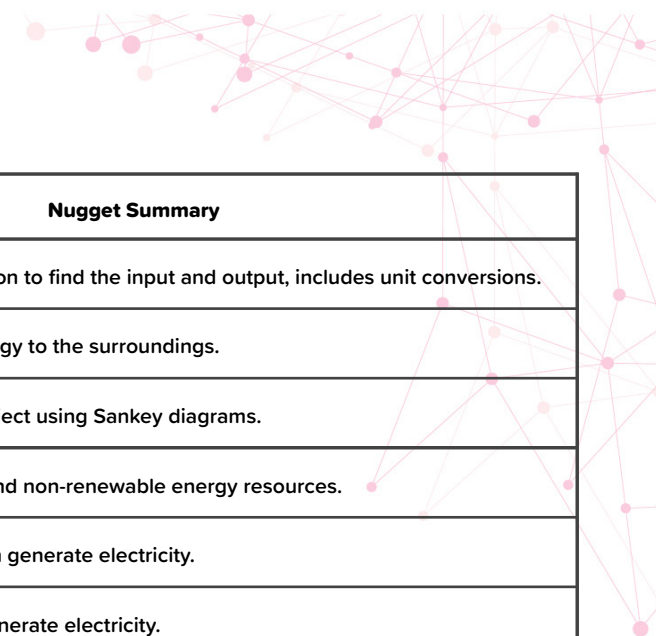 Nugget Summary
on to find the input and output, includes unit conversions.
gy to the surroundings.
ect using Sankey diagrams.
nd non-renewable energy resources.
generate electricity.
nerate electricity.